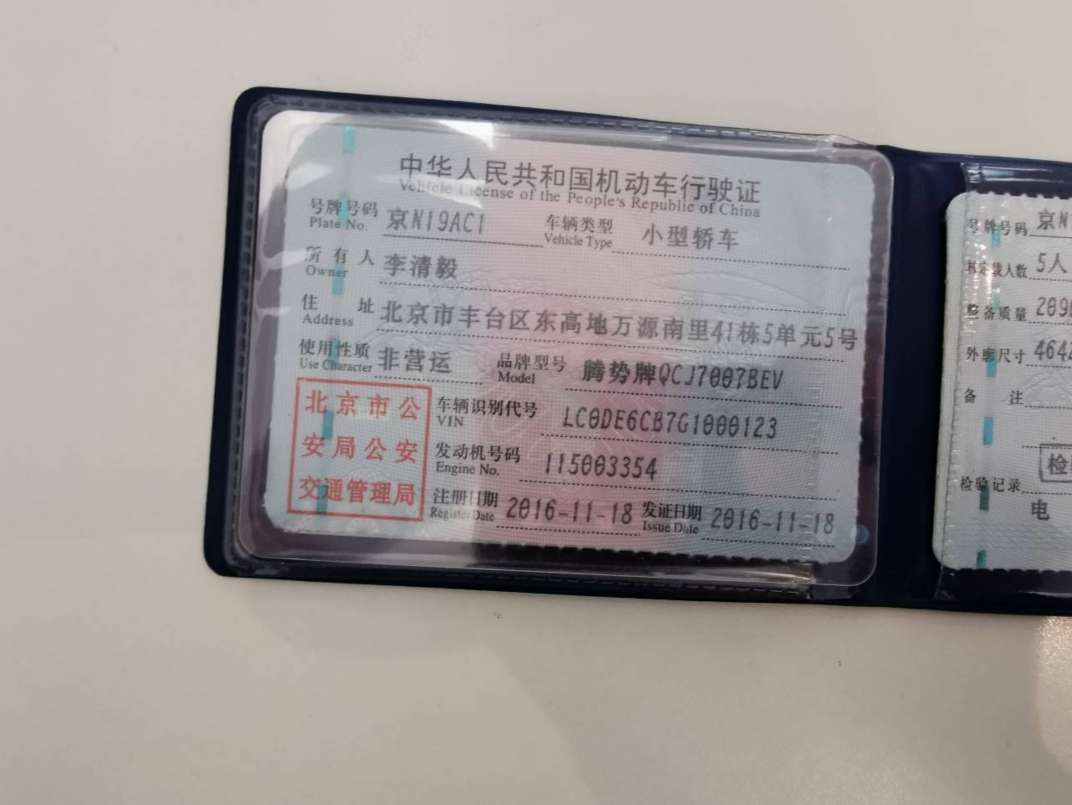 中华人民共和国机动车行驶证
Vehicle License of the People's Republic of China
号牌号码 京N19AC1 车辆类型 小型轿车
Plate No. Vehicle Type
所有人 李清毅
Owner
住址 北京市丰台区东高地万源南里41栋5单元5号
Address
使用性质 非营运 品牌型号 腾势牌QCJ7007BEV
Use Character Model
北京市公
安局公安
交通管理局
车辆识别代号 LC0DE6CB7G1000123
VIN
发动机号码 115003354
Engine No.
注册日期 2016-11-18 发证日期 2016-11-18
Register Date Issue Date
号牌号码 京N
载人数 5人
整备质量 209
外廓尺寸 464
备注
检
检验记录
电